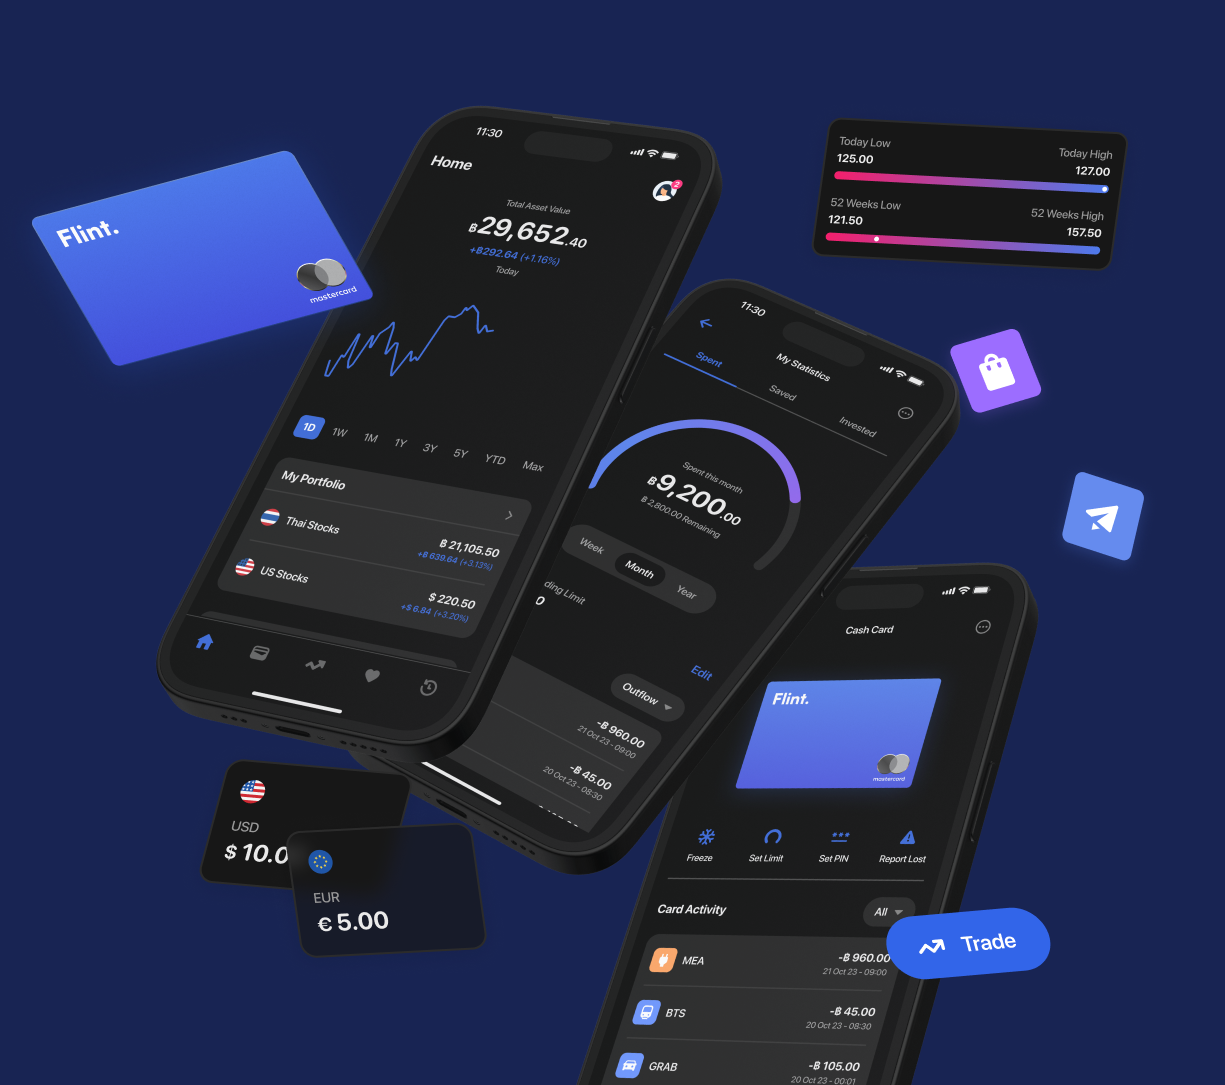 Flint.
mastercard
11:30
Home
2
Total Asset Value
฿29,652.40
+฿292.64 (+1.16%)
Today
1D 1W 1M 1Y 3Y 5Y YTD Max
My Portfolio
Thai Stocks
฿ 21,105.50
+฿ 639.64 (+3.13%)
US Stocks
$ 220.50
+$ 6.84 (+3.20%)
Today Low Today High
125.00 127.00
52 Weeks Low 52 Weeks High
121.50 157.50
11:30
My Statistics
Spent Saved Invested
Spent this month
฿9,200.00
฿ 2,800.00 Remaining
Week Month Year
ding Limit
0
Edit
Outflow
-฿ 960.00
21 Oct 23 - 09:00
-฿ 45.00
20 Oct 23 - 08:30
Cash Card
Flint.
mastercard
Freeze Set Limit Set PIN Report Lost
Card Activity All
MEA -฿ 960.00
21 Oct 23 - 09:00
BTS -฿ 45.00
20 Oct 23 - 08:30
GRAB -฿ 105.00
20 Oct 23 - 00:01
USD
$ 10.0
EUR
€ 5.00
Trade